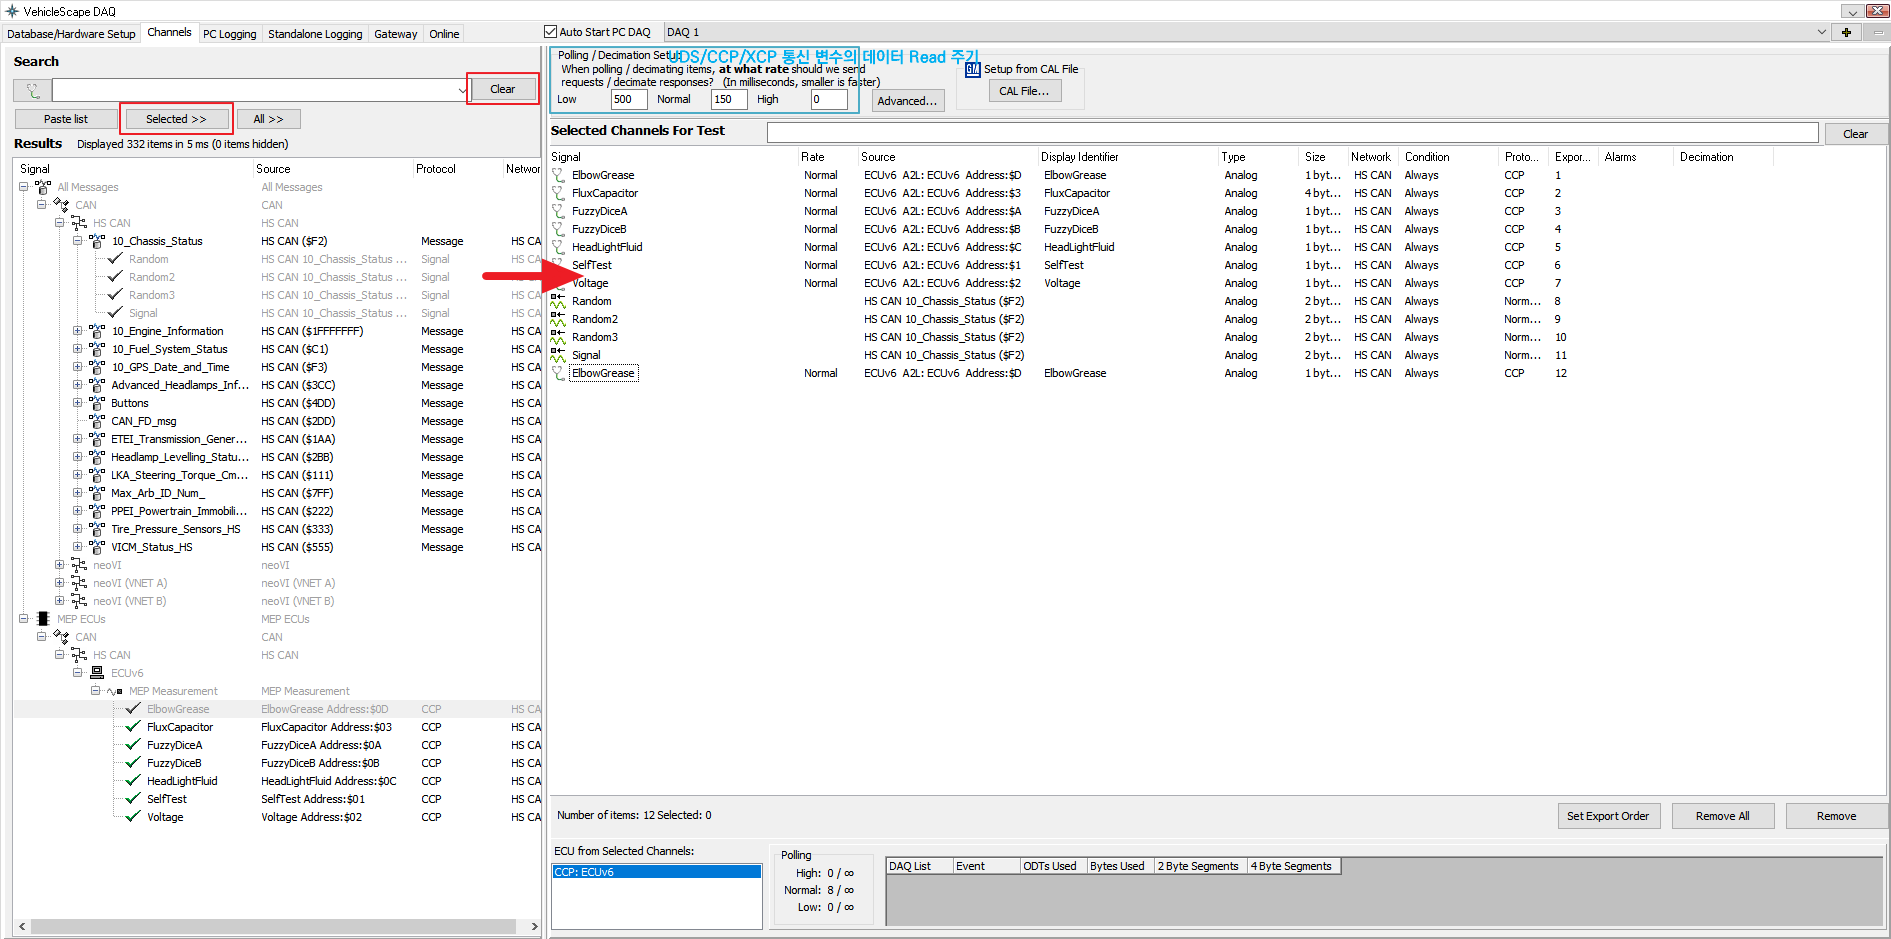 VehicleScape DAQ
Database/Hardware Setup Channels PC Logging Standalone Logging Gateway Online
Auto Start PC DAQ DAQ 1
Search
Clear
Paste list Selected >> All >>
Results Displayed 332 items in 5 ms (0 items hidden)
Signal Source Protocol Networ
All Messages All Messages
CAN CAN
HS CAN HS CAN
10_Chassis_Status HS CAN ($F2) Message HS CA
Random HS CAN 10_Chassis_Status ... Signal HS CA
Random2 HS CAN 10_Chassis_Status ... Signal HS CA
Random3 HS CAN 10_Chassis_Status ... Signal HS CA
Signal HS CAN 10_Chassis_Status ... Signal HS CA
10_Engine_Information HS CAN ($1FFFFFFF) Message HS CA
10_Fuel_System_Status HS CAN ($C1) Message HS CA
10_GPS_Date_and_Time HS CAN ($F3) Message HS CA
Advanced_Headlamps_Inf... HS CAN ($3CC) Message HS CA
Buttons HS CAN ($4DD) Message HS CA
CAN_FD_msg HS CAN ($2DD) Message HS CA
ETEI_Transmission_Gener... HS CAN ($1AA) Message HS CA
Headlamp_Levelling_Statu... HS CAN ($2BB) Message HS CA
LKA_Steering_Torque_Cm... HS CAN ($111) Message HS CA
Max_Arb_ID_Num_ HS CAN ($7FF) Message HS CA
PPEI_Powertrain_Immobili... HS CAN ($222) Message HS CA
Tire_Pressure_Sensors_HS HS CAN ($333) Message HS CA
VICM_Status_HS HS CAN ($555) Message HS CA
neoVI neoVI
neoVI (VNET A) neoVI (VNET A)
neoVI (VNET B) neoVI (VNET B)
MEP ECUs MEP ECUs
CAN CAN
HS CAN HS CAN
ECUv6
MEP Measurement MEP Measurement
ElbowGrease ElbowGrease Address:$0D CCP HS CA
FluxCapacitor FluxCapacitor Address:$03 CCP HS CA
FuzzyDiceA FuzzyDiceA Address:$0A CCP HS CA
FuzzyDiceB FuzzyDiceB Address:$0B CCP HS CA
HeadLightFluid HeadLightFluid Address:$0C CCP HS CA
SelfTest SelfTest Address:$01 CCP HS CA
Voltage Voltage Address:$02 CCP HS CA
Polling / Decimation Setup
UDS/CCP/XCP 통신 변수의 데이터 Read 주기
When polling / decimating items, at what rate should we send
requests / decimate responses? (In milliseconds, smaller is faster)
Low 500 Normal 150 High 0
Advanced...
GM Setup from CAL File
CAL File...
Selected Channels For Test Clear
Signal Rate Source Display Identifier Type Size Network Condition Proto... Expor... Alarms Decimation
ElbowGrease Normal ECUv6 A2L: ECUv6 Address:$D ElbowGrease Analog 1 byt... HS CAN Always CCP 1
FluxCapacitor Normal ECUv6 A2L: ECUv6 Address:$3 FluxCapacitor Analog 4 byt... HS CAN Always CCP 2
FuzzyDiceA Normal ECUv6 A2L: ECUv6 Address:$A FuzzyDiceA Analog 1 byt... HS CAN Always CCP 3
FuzzyDiceB Normal ECUv6 A2L: ECUv6 Address:$B FuzzyDiceB Analog 1 byt... HS CAN Always CCP 4
HeadLightFluid Normal ECUv6 A2L: ECUv6 Address:$C HeadLightFluid Analog 1 byt... HS CAN Always CCP 5
SelfTest Normal ECUv6 A2L: ECUv6 Address:$1 SelfTest Analog 1 byt... HS CAN Always CCP 6
Voltage Normal ECUv6 A2L: ECUv6 Address:$2 Voltage Analog 1 byt... HS CAN Always CCP 7
Random HS CAN 10_Chassis_Status ($F2) Analog 2 byt... HS CAN Always Norm... 8
Random2 HS CAN 10_Chassis_Status ($F2) Analog 2 byt... HS CAN Always Norm... 9
Random3 HS CAN 10_Chassis_Status ($F2) Analog 2 byt... HS CAN Always Norm... 10
Signal HS CAN 10_Chassis_Status ($F2) Analog 2 byt... HS CAN Always Norm... 11
ElbowGrease Normal ECUv6 A2L: ECUv6 Address:$D ElbowGrease Analog 1 byt... HS CAN Always CCP 12
Number of items: 12 Selected: 0
Set Export Order Remove All Remove
ECU from Selected Channels:
CCP: ECUv6
Polling
High: 0 / ∞
Normal: 8 / ∞
Low: 0 / ∞
DAQ List Event ODTs Used Bytes Used 2 Byte Segments 4 Byte Segments